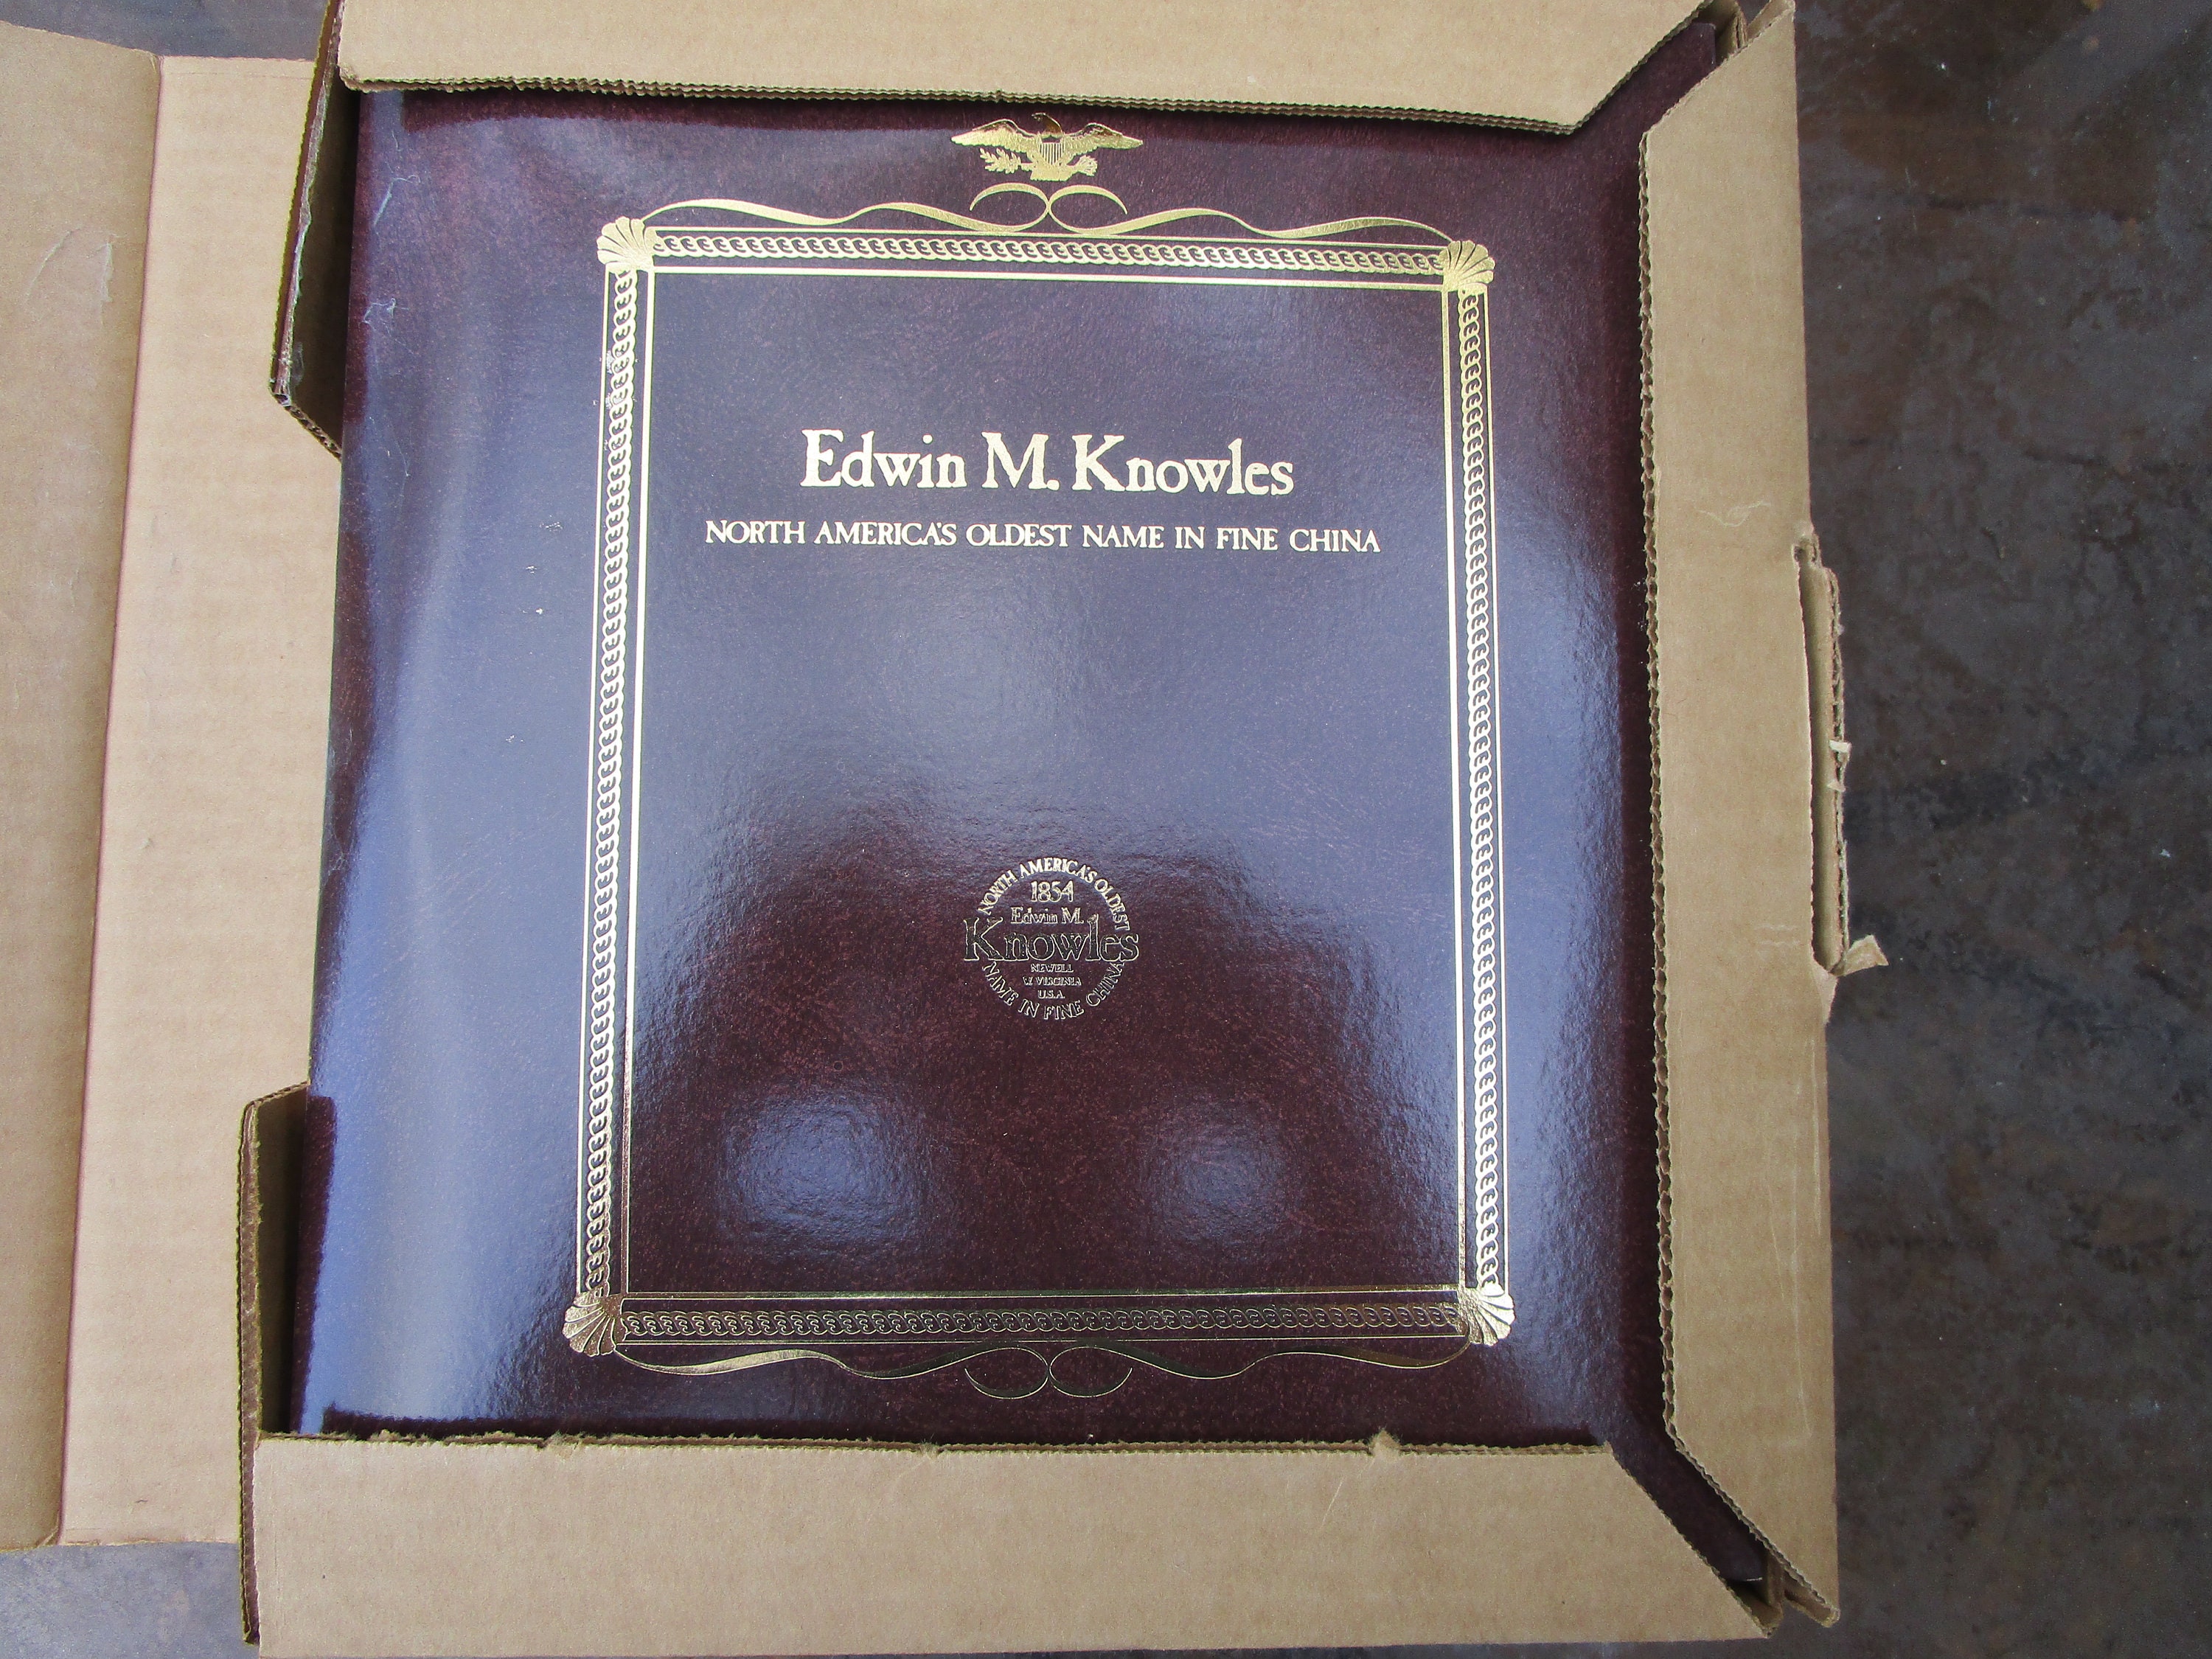 Edwin M. Knowles
NORTH AMERICA'S OLDEST NAME IN FINE CHINA
NORTH AMERICA'S OLDEST
1854
Edwin M.
Knowles
NEWELL
W. VIRGINIA
U.S.A.
NAME IN FINE CHINA